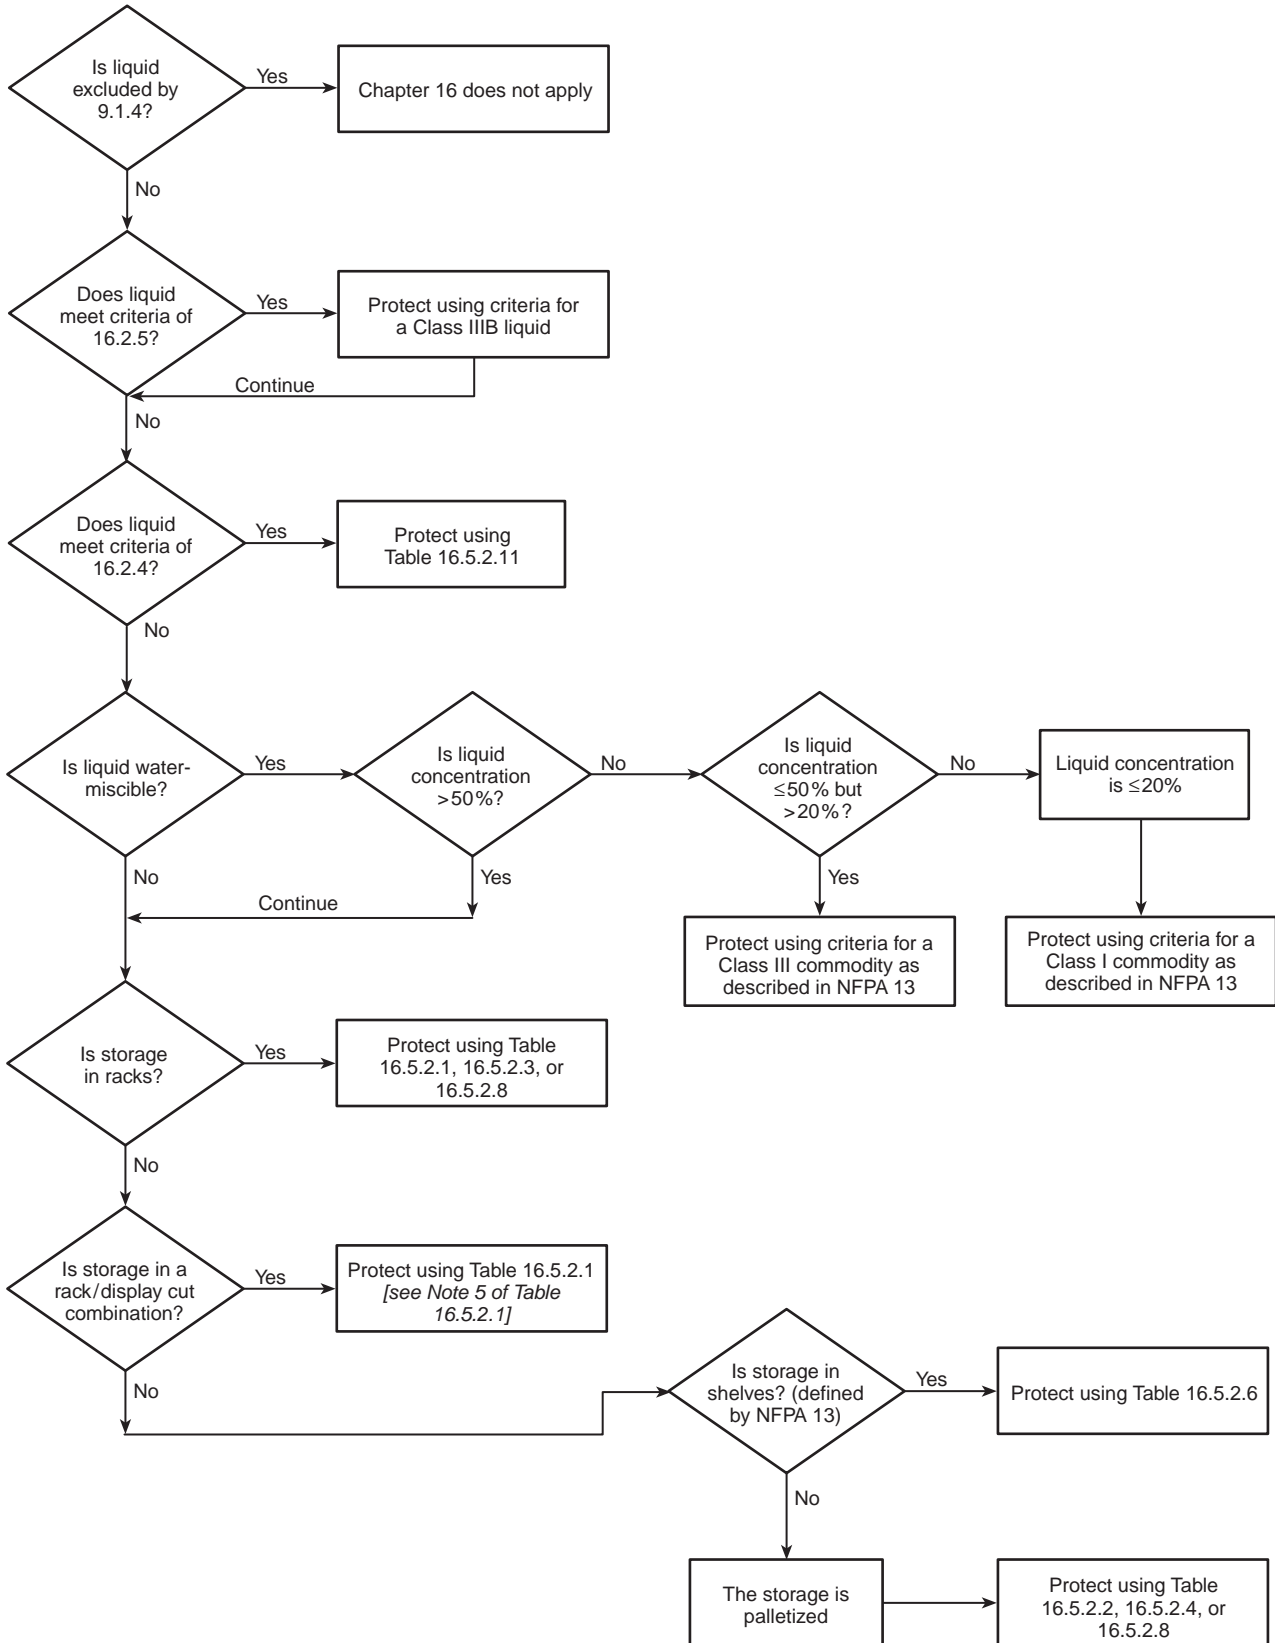 Is liquid
excluded by
9.1.4?
Yes
Chapter 16 does not apply
No
Does liquid
meet criteria of
16.2.5?
Yes
Protect using criteria for
a Class IIIB liquid
Continue
No
Does liquid
meet criteria of
16.2.4?
Yes
Protect using
Table 16.5.2.11
No
Is liquid water-
miscible?
Yes
Is liquid
concentration
>50%?
No
Is liquid
concentration
≤50% but
>20%?
No
Liquid concentration
is ≤20%
No
Yes
Yes
Continue
Protect using criteria for a
Class III commodity as
described in NFPA 13
Protect using criteria for a
Class I commodity as
described in NFPA 13
Is storage
in racks?
Yes
Protect using Table
16.5.2.1, 16.5.2.3, or
16.5.2.8
No
Is storage in a
rack/display cut
combination?
Yes
Protect using Table 16.5.2.1
[see Note 5 of Table
16.5.2.1]
No
Is storage in
shelves? (defined
by NFPA 13)
Yes
Protect using Table 16.5.2.6
No
The storage is
palletized
Protect using Table
16.5.2.2, 16.5.2.4, or
16.5.2.8